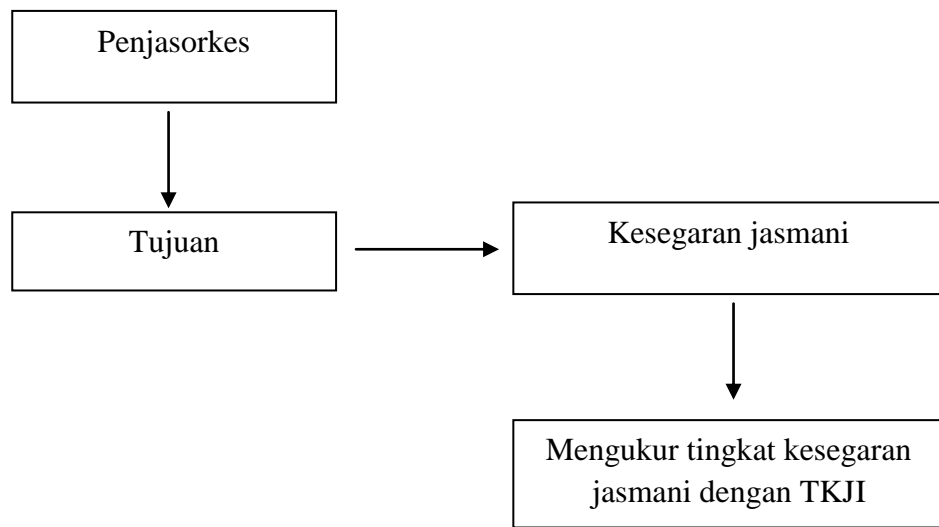 Penjasorkes
Tujuan
Kesegaran jasmani
Mengukur tingkat kesegaran
jasmani dengan TKJI